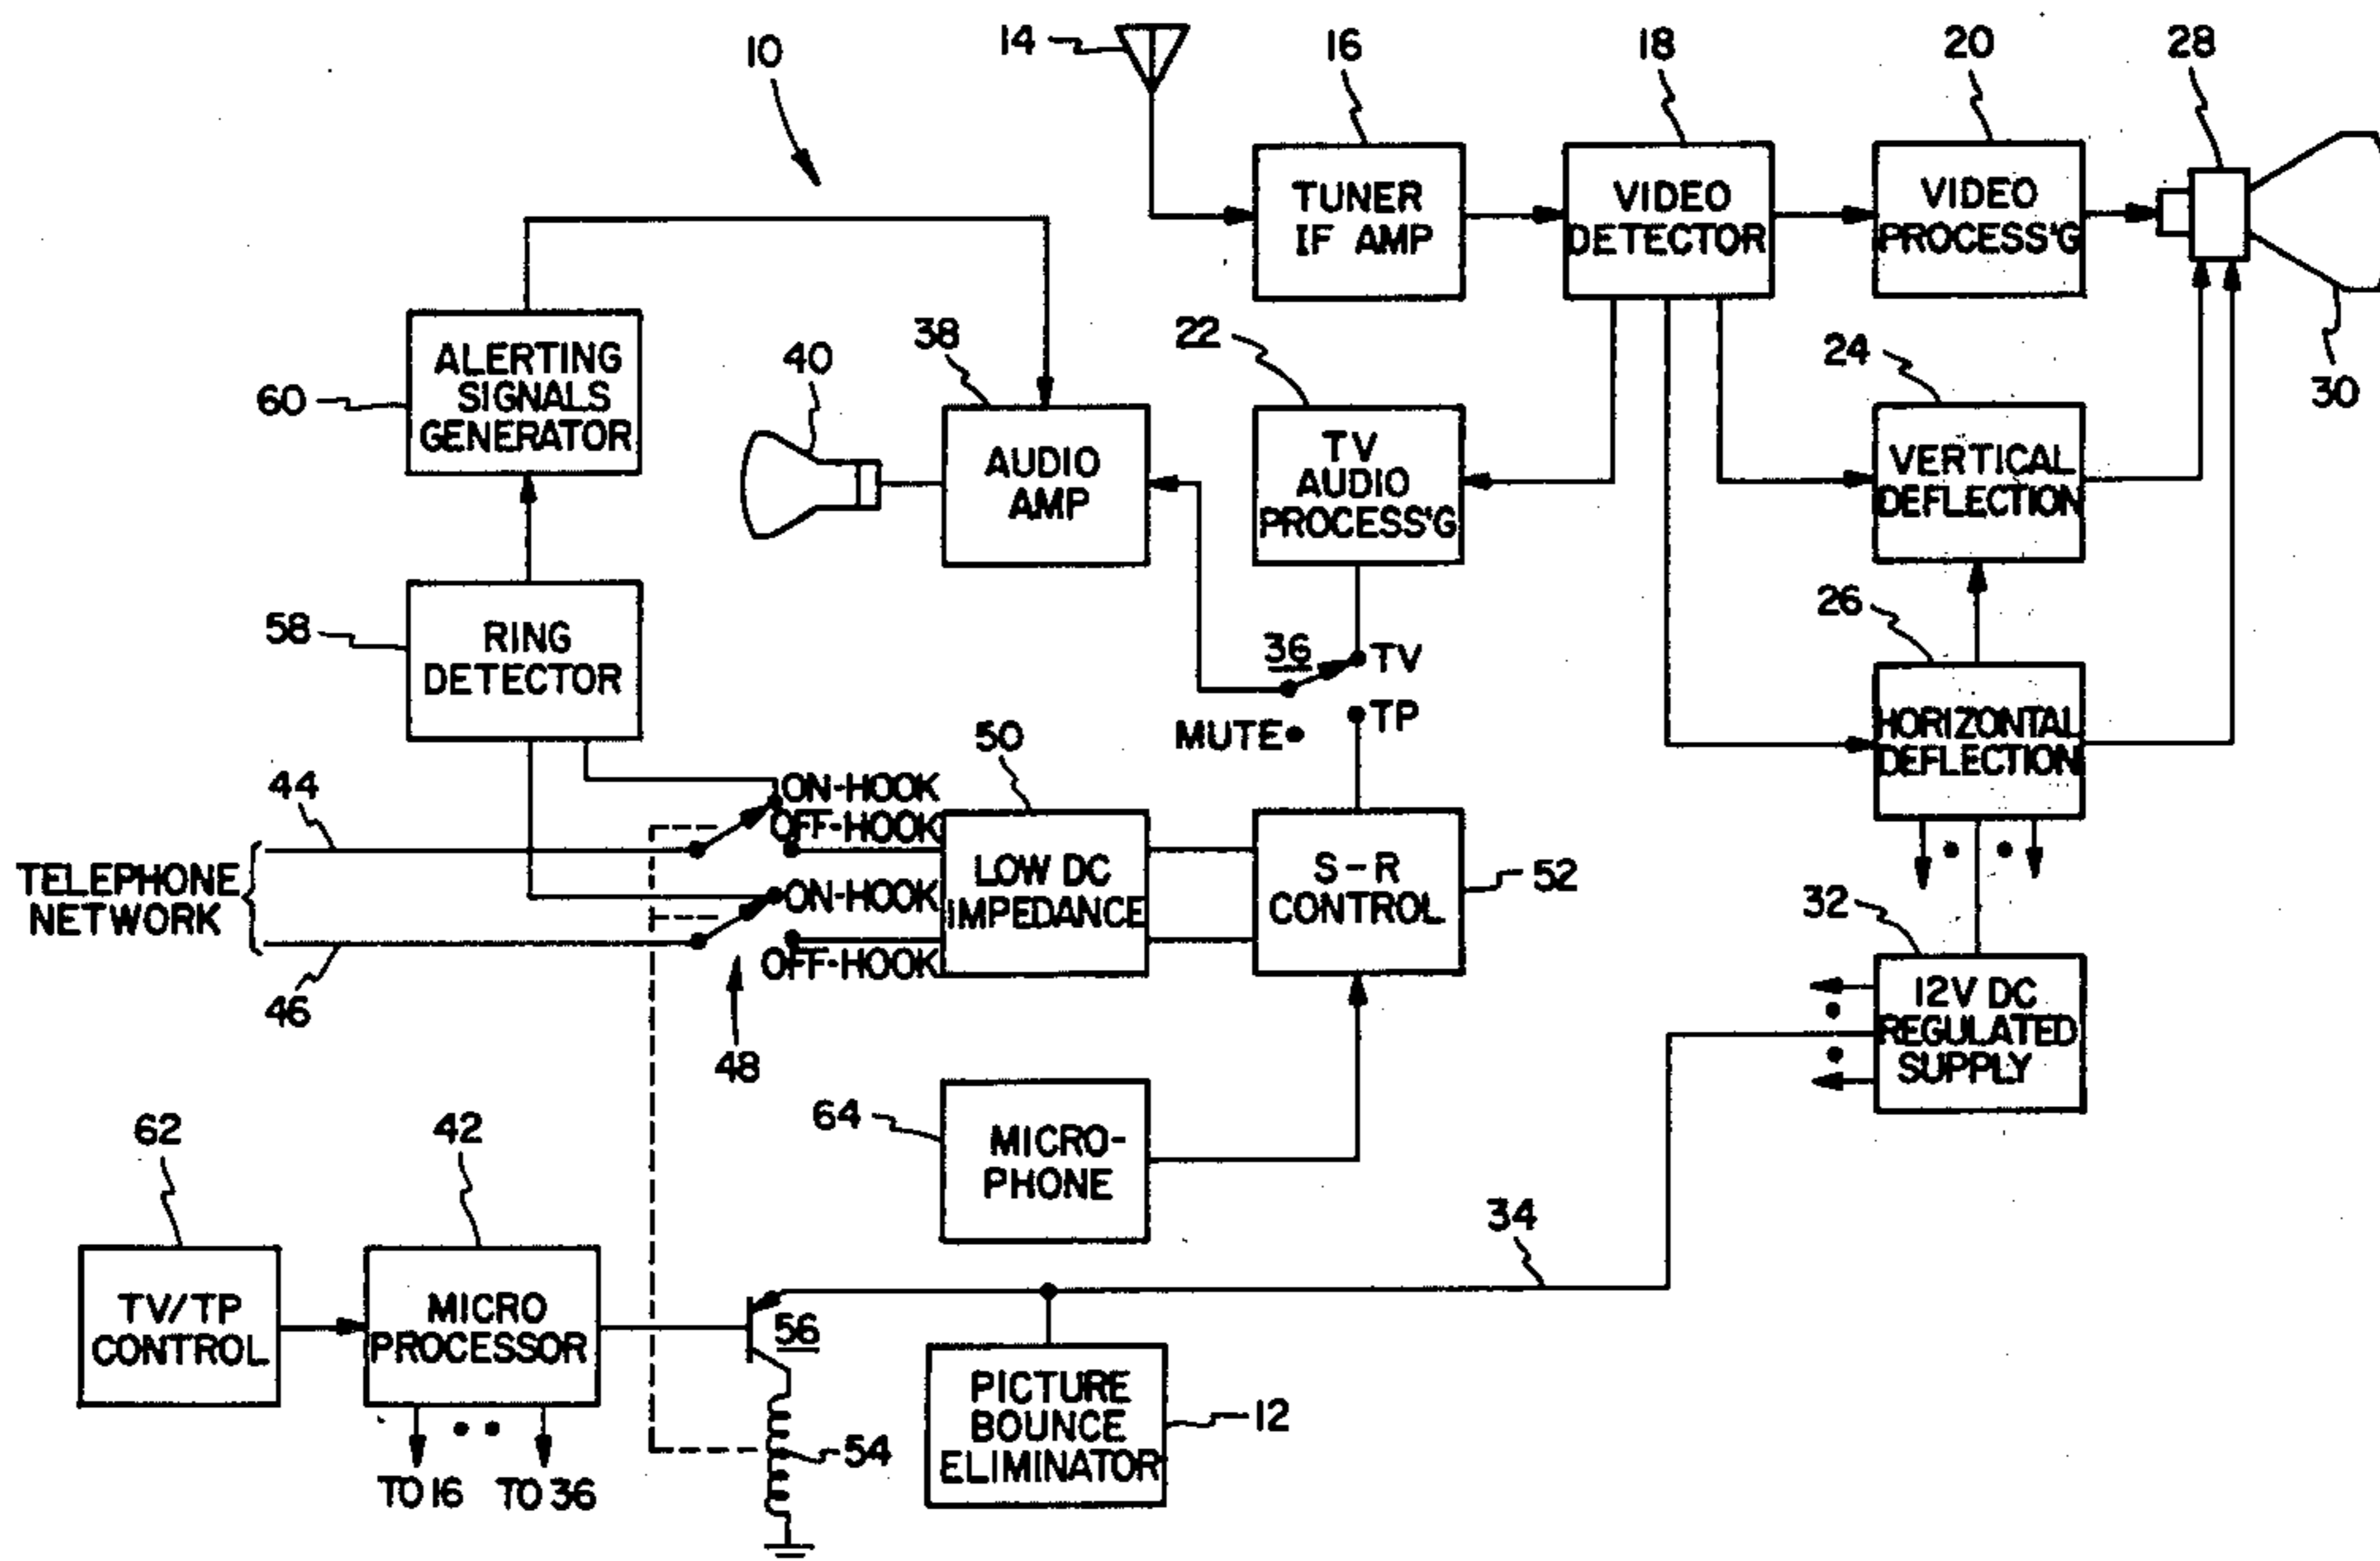 10
14
16
18
20
28
TUNER
IF AMP
VIDEO
DETECTOR
VIDEO
PROCESS'G
30
60
ALERTING
SIGNALS
GENERATOR
40
38
AUDIO
AMP
22
TV
AUDIO
PROCESS'G
24
VERTICAL
DEFLECTION
58
RING
DETECTOR
36
TV
TP
MUTE
26
HORIZONTAL
DEFLECTION
TELEPHONE
NETWORK
44
46
ON-HOOK
OFF-HOOK
ON-HOOK
OFF-HOOK
48
50
LOW DC
IMPEDANCE
S-R
CONTROL
52
32
12V DC
REGULATED
SUPPLY
64
MICRO-
PHONE
34
62
TV/TP
CONTROL
42
MICRO
PROCESSOR
TO 16
TO 36
56
54
PICTURE
BOUNCE
ELIMINATOR
12